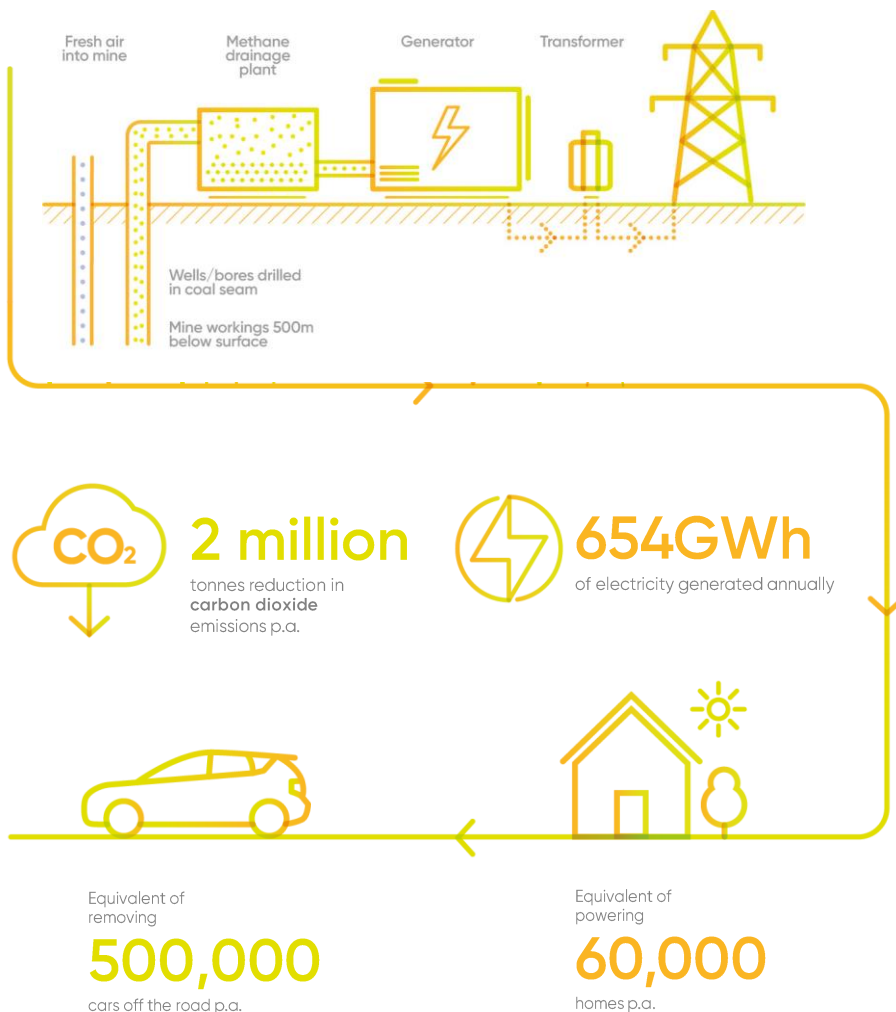 Fresh air
into mine
Methane
drainage
plant
Generator
Transformer
Wells/bores drilled
in coal seam
Mine workings 500m
below surface
CO₂
2 million
tonnes reduction in
carbon dioxide
emissions p.a.
654GWh
of electricity generated annually
Equivalent of
removing
500,000
cars off the road p.a.
Equivalent of
powering
60,000
homes p.a.